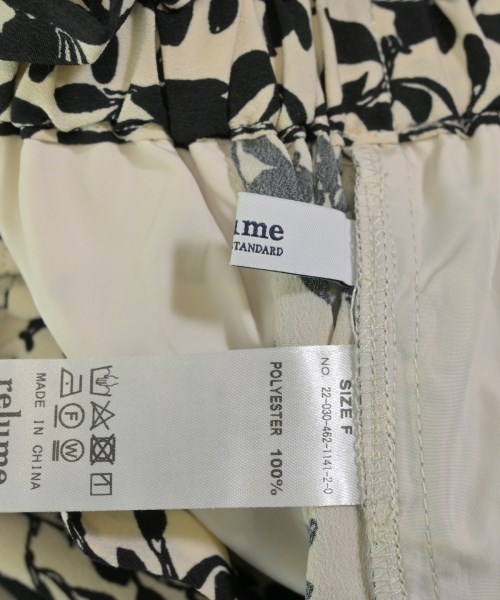 ume
STANDARD
SIZE F
NO. 22-030-462-1141-2-0
POLYESTER 100%
F W
MADE IN CHINA
relume